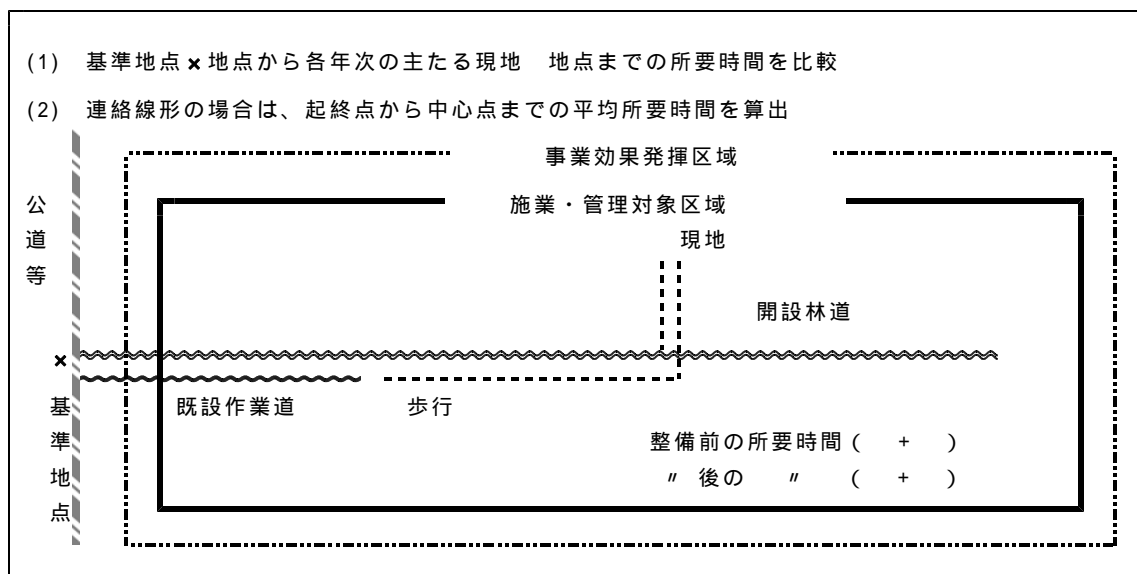 (1) 基準地点×地点から各年次の主たる現地　地点までの所要時間を比較
(2) 連絡線形の場合は、起終点から中心点までの平均所要時間を算出
事業効果発揮区域
施業・管理対象区域
現地
公道等
開設林道
×
基準地点
既設作業道　歩行
整備前の所要時間（　＋　）
〃 後の　〃　（　＋　）